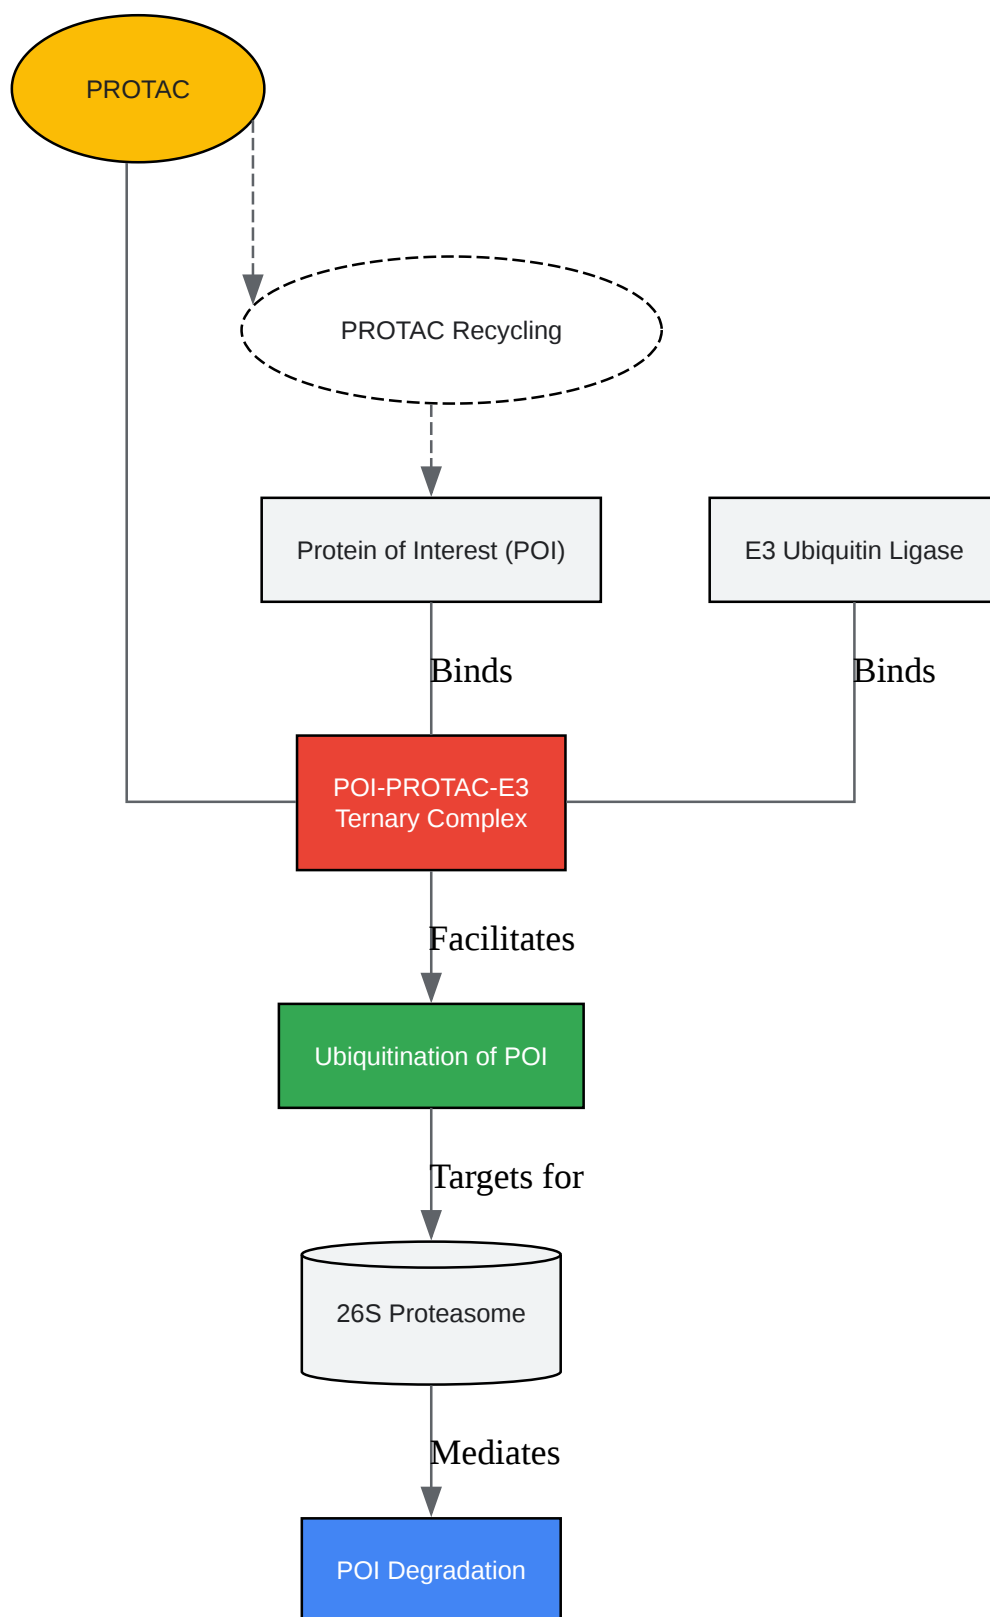 PROTAC
PROTAC Recycling
Protein of Interest (POI)
E3 Ubiquitin Ligase
Binds
Binds
POI-PROTAC-E3
Ternary Complex
Facilitates
Ubiquitination of POI
Targets for
26S Proteasome
Mediates
POI Degradation